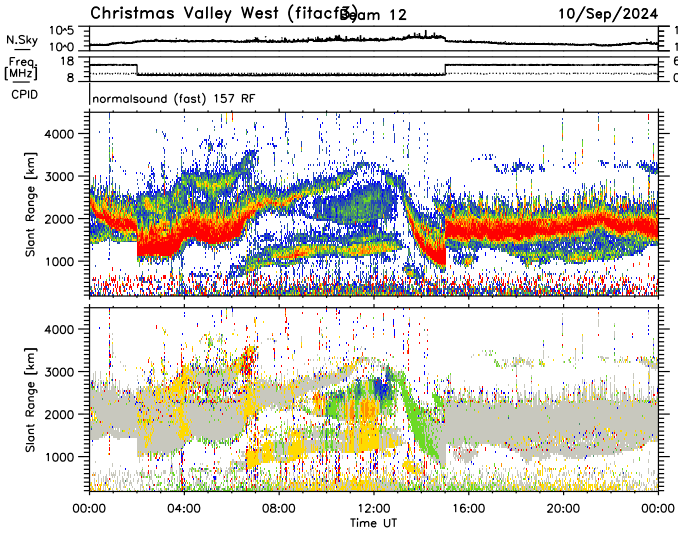 Christmas Valley West (fitacf3) Beam 12 10/Sep/2024
N.Sky 10^5 10^0 1 1
Freq. [MHz] 18 8 6 0
CPID normalsound (fast) 157 RF
Slant Range [km] 4000 3000 2000 1000
Slant Range [km] 4000 3000 2000 1000
00:00 04:00 08:00 12:00 16:00 20:00 00:00
Time UT